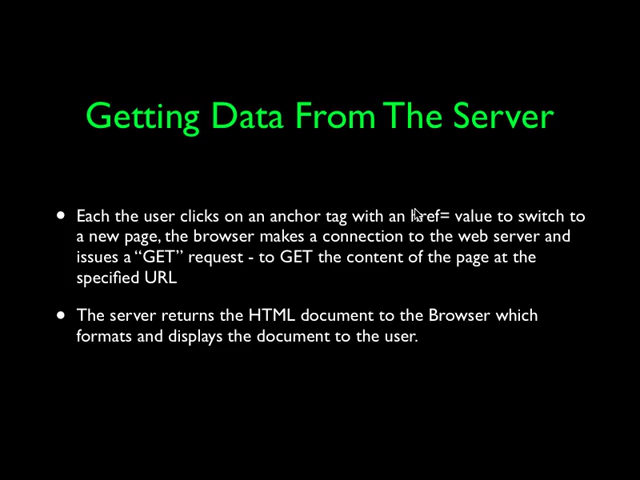 Getting Data From The Server
• Each the user clicks on an anchor tag with an href= value to switch to
a new page, the browser makes a connection to the web server and
issues a “GET” request - to GET the content of the page at the
specified URL
• The server returns the HTML document to the Browser which
formats and displays the document to the user.